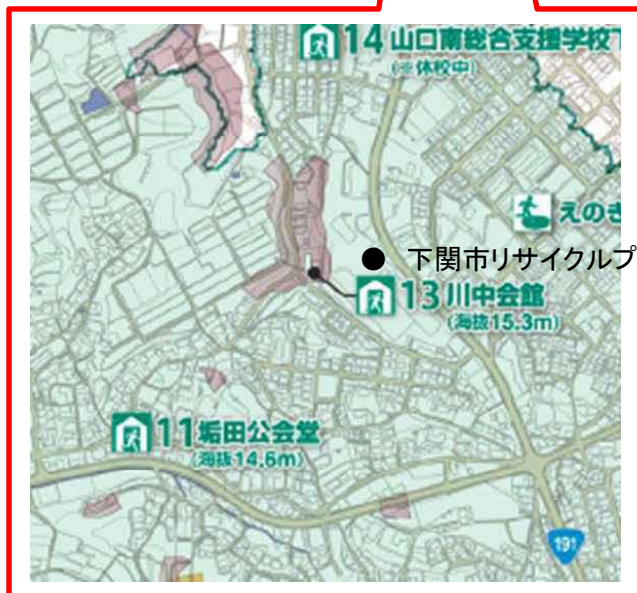 14 山口南総合支援学校下
(※休校中)
えのき
● 下関市リサイクルプ
13 川中会館
(海抜15.3m)
11 垢田公会堂
(海抜14.6m)
191